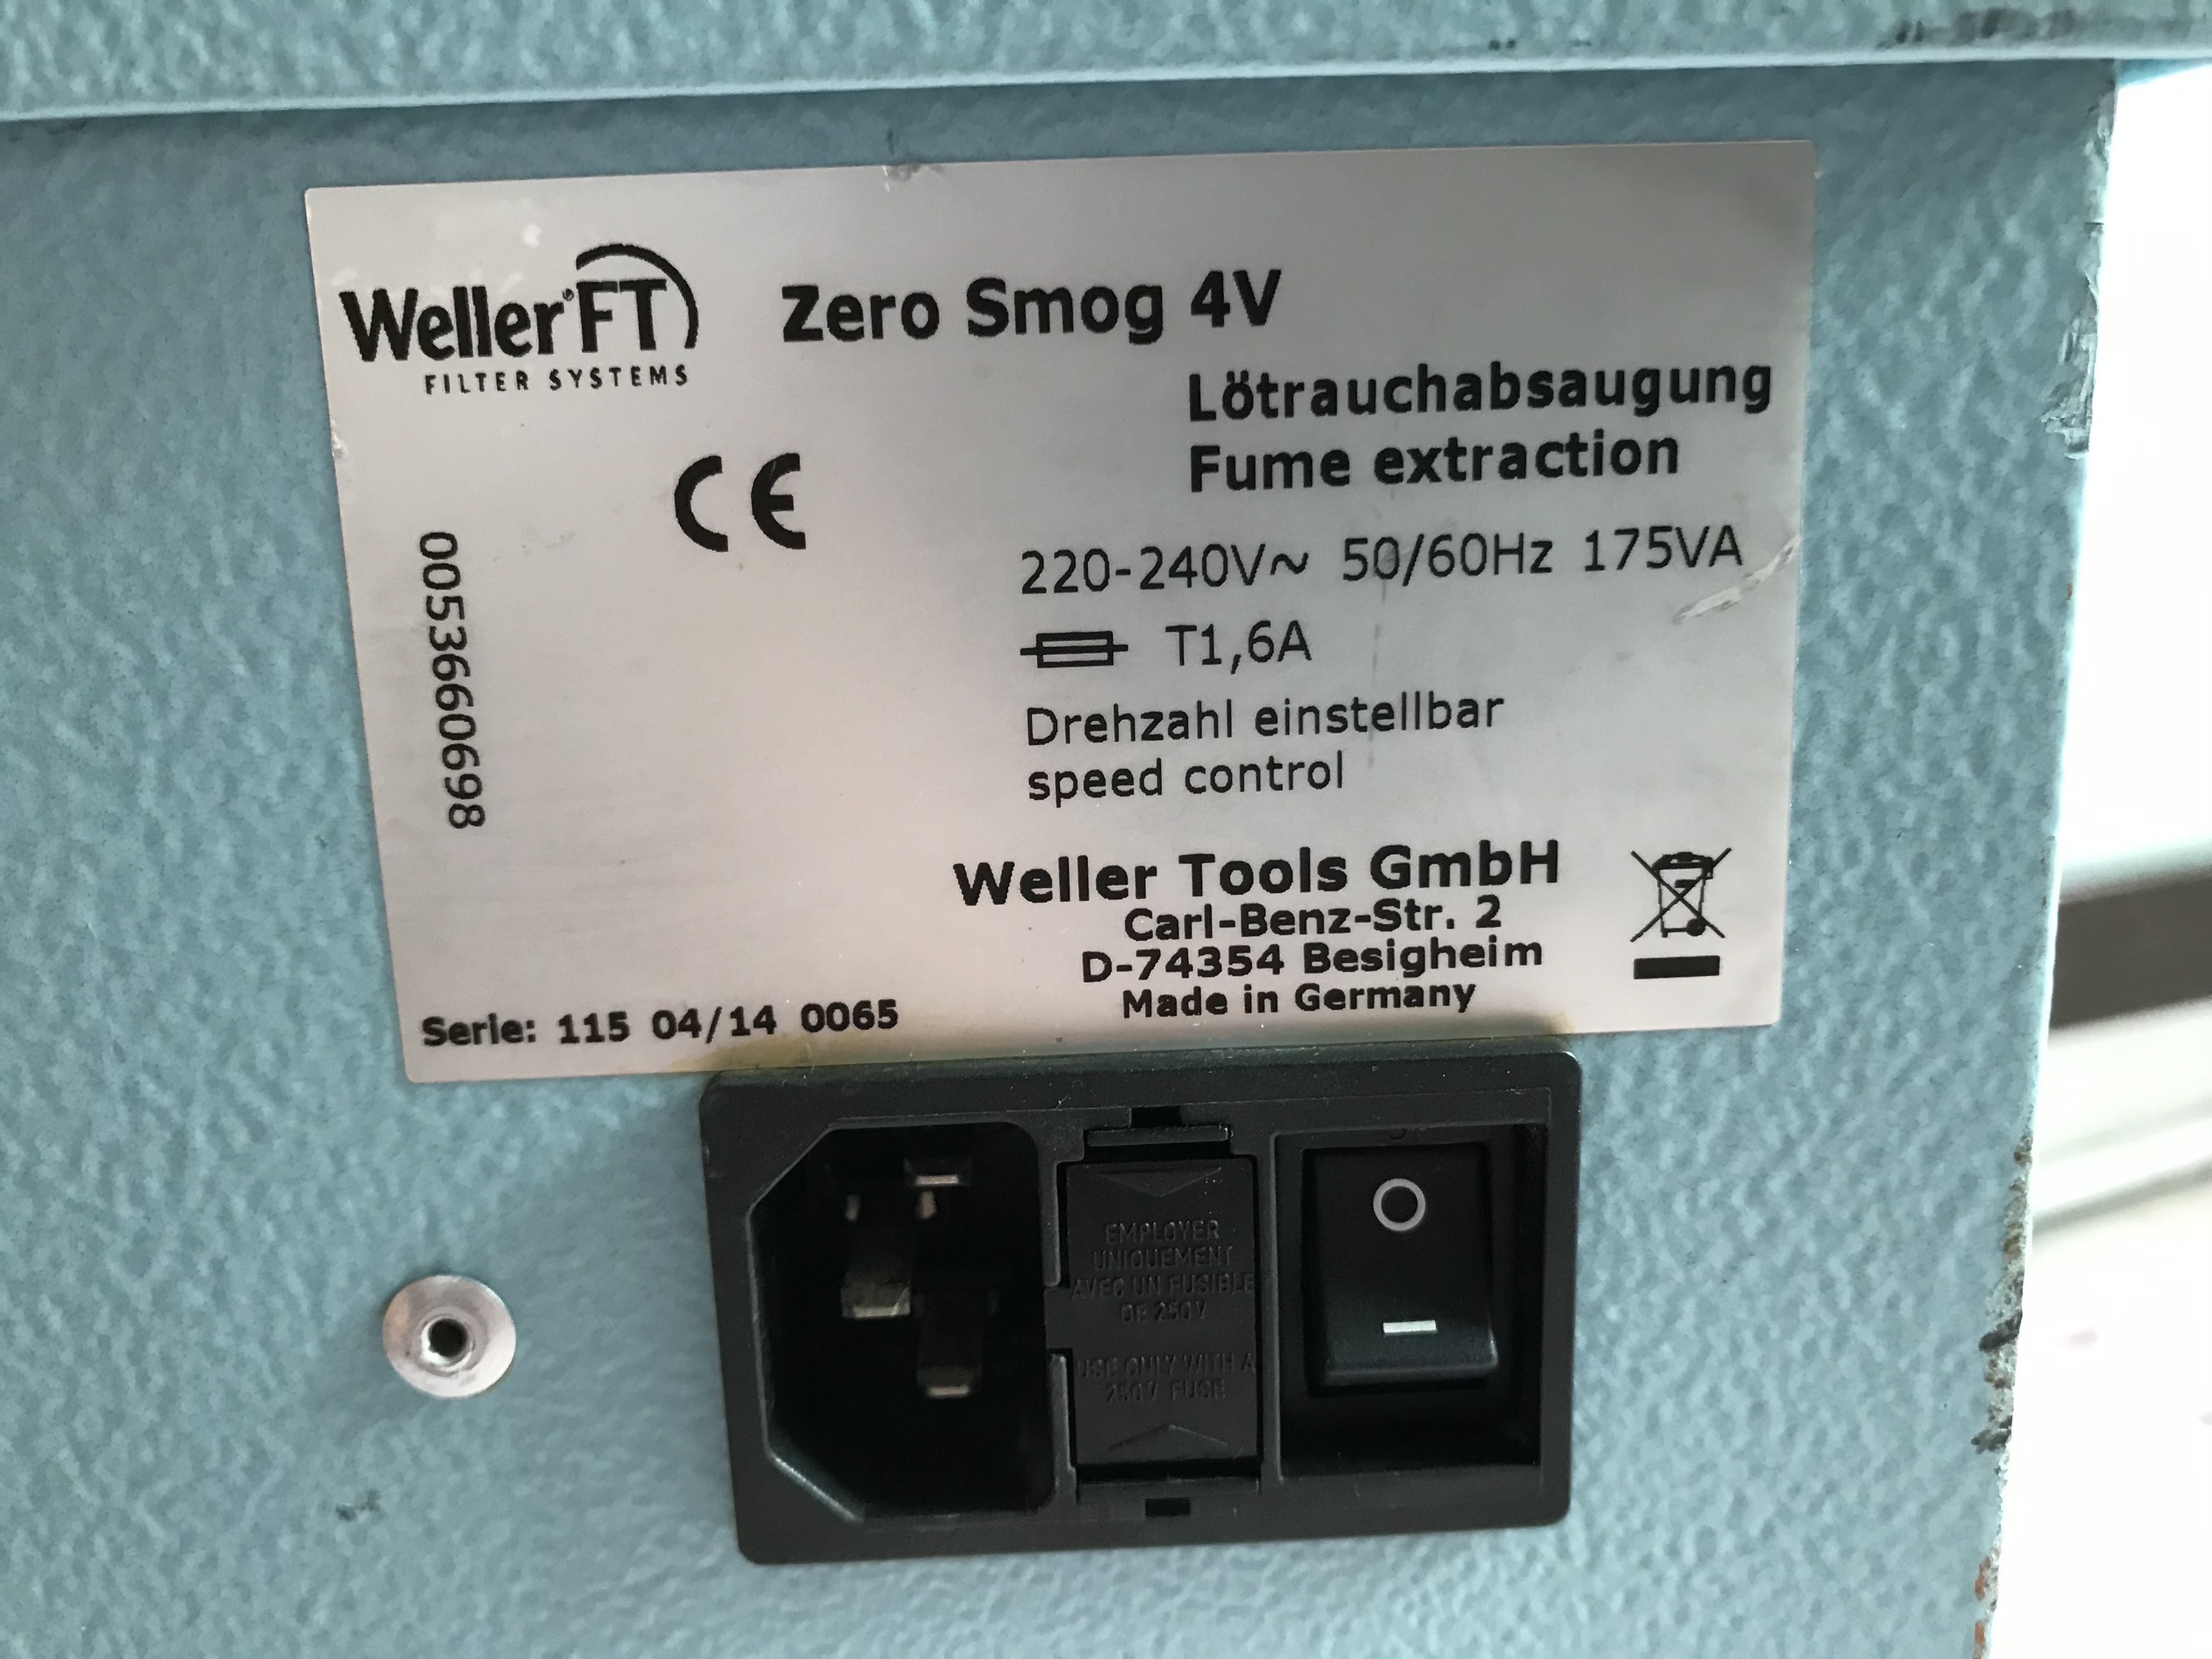 Weller® FT
FILTER SYSTEMS
Zero Smog 4V
Lötrauchabsaugung
Fume extraction
CE
220-240V~ 50/60Hz 175VA
T1,6A
Drehzahl einstellbar
speed control
0053660698
Weller Tools GmbH
Carl-Benz-Str. 2
D-74354 Besigheim
Made in Germany
Serie: 115 04/14 0065
EMPLOYER
UNIQUEMENT
AVEC UN FUSIBLE
DE 250V
USE ONLY WITH A
250V FUSE